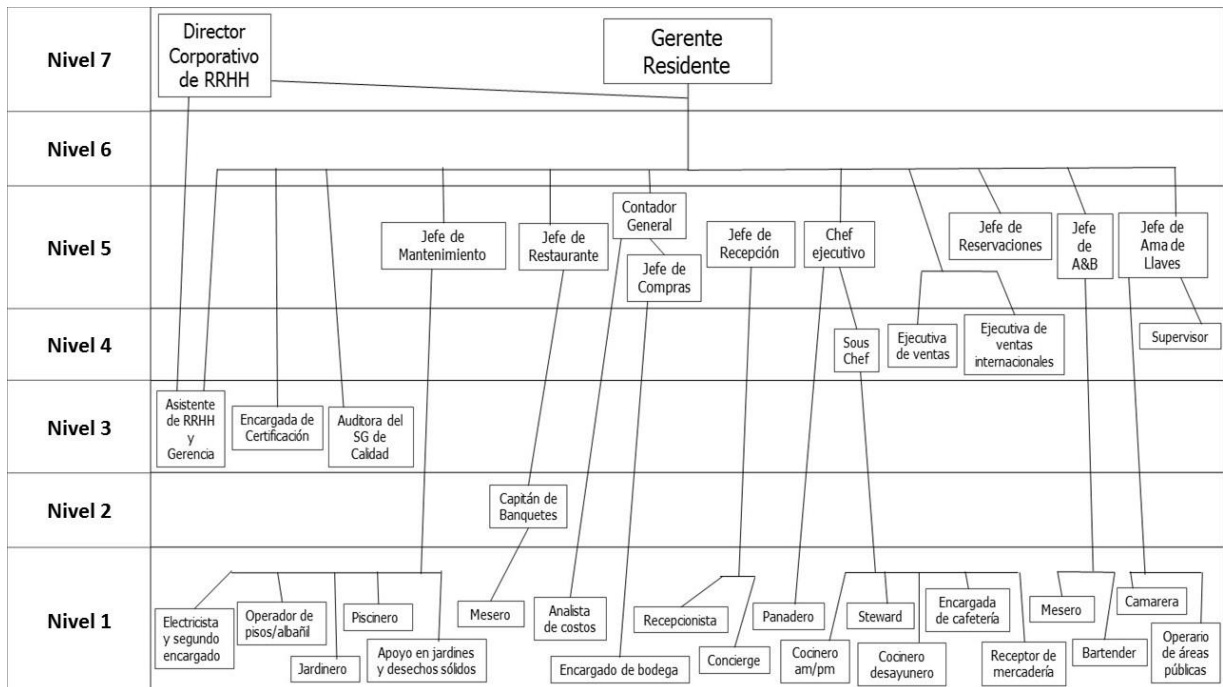 Nivel 7
Director
Corporativo
de RRHH
Gerente
Residente
Nivel 6
Nivel 5
Jefe de
Mantenimiento
Jefe de
Restaurante
Contador
General
Jefe de
Compras
Jefe de
Recepción
Chef
ejecutivo
Jefe de
Reservaciones
Jefe
de
A&B
Jefe de
Ama de
Llaves
Nivel 4
Sous
Chef
Ejecutiva
de ventas
Ejecutiva de
ventas
internacionales
Supervisor
Nivel 3
Asistente
de RRHH
y
Gerencia
Encargada de
Certificación
Auditora del
SG de
Calidad
Nivel 2
Capitán de
Banquetes
Nivel 1
Electricista
y segundo
encargado
Operador de
pisos/albañil
Jardinero
Piscinero
Apoyo en jardines
y desechos sólidos
Mesero
Analista
de costos
Encargado de bodega
Recepcionista
Concierge
Panadero
Cocinero
am/pm
Steward
Cocinero
desayunero
Encargada
de cafetería
Receptor de
mercadería
Mesero
Bartender
Camarera
Operario
de áreas
públicas